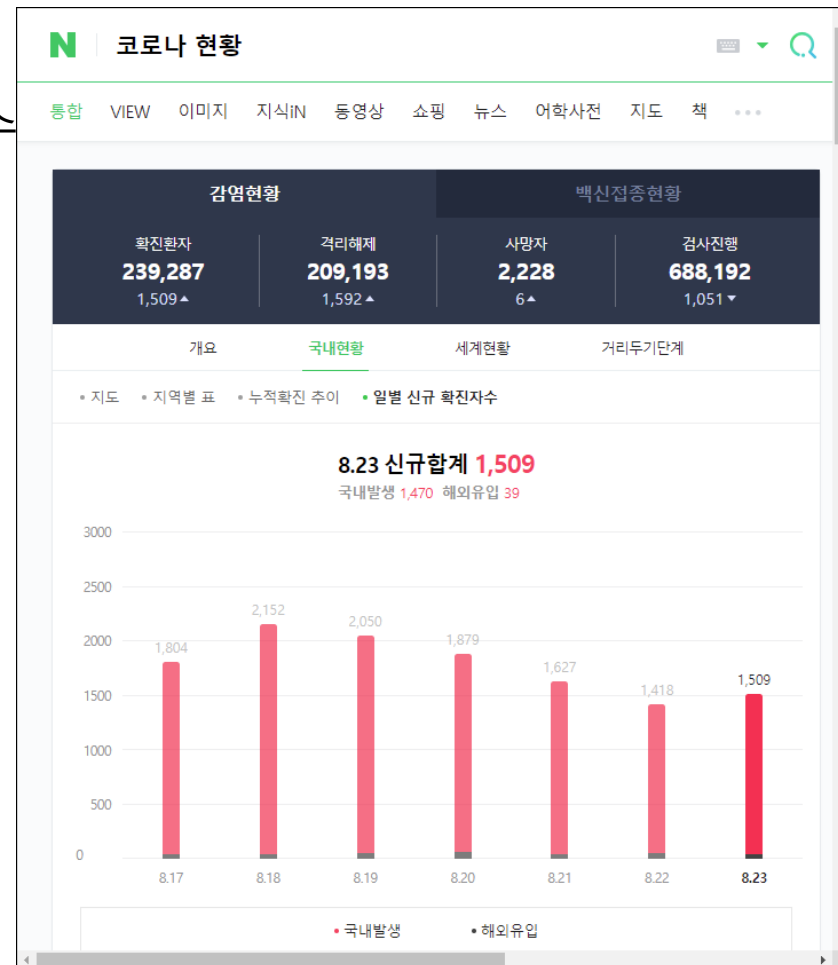 N 코로나 현황
통합 VIEW 이미지 지식iN 동영상 쇼핑 뉴스 어학사전 지도 책
감염현황 백신접종현황
확진환자 격리해제 사망자 검사진행
239,287 209,193 2,228 688,192
1,509▲ 1,592▲ 6▲ 1,051▼
개요 국내현황 세계현황 거리두기단계
• 지도 • 지역별 표 • 누적확진 추이 • 일별 신규 확진자수
8.23 신규합계 1,509
국내발생 1,470 해외유입 39
3000
2500
2,152
2,050
2000
1,804
1,879
1,627
1,509
1,418
1500
1000
500
0
8.17 8.18 8.19 8.20 8.21 8.22 8.23
• 국내발생 • 해외유입